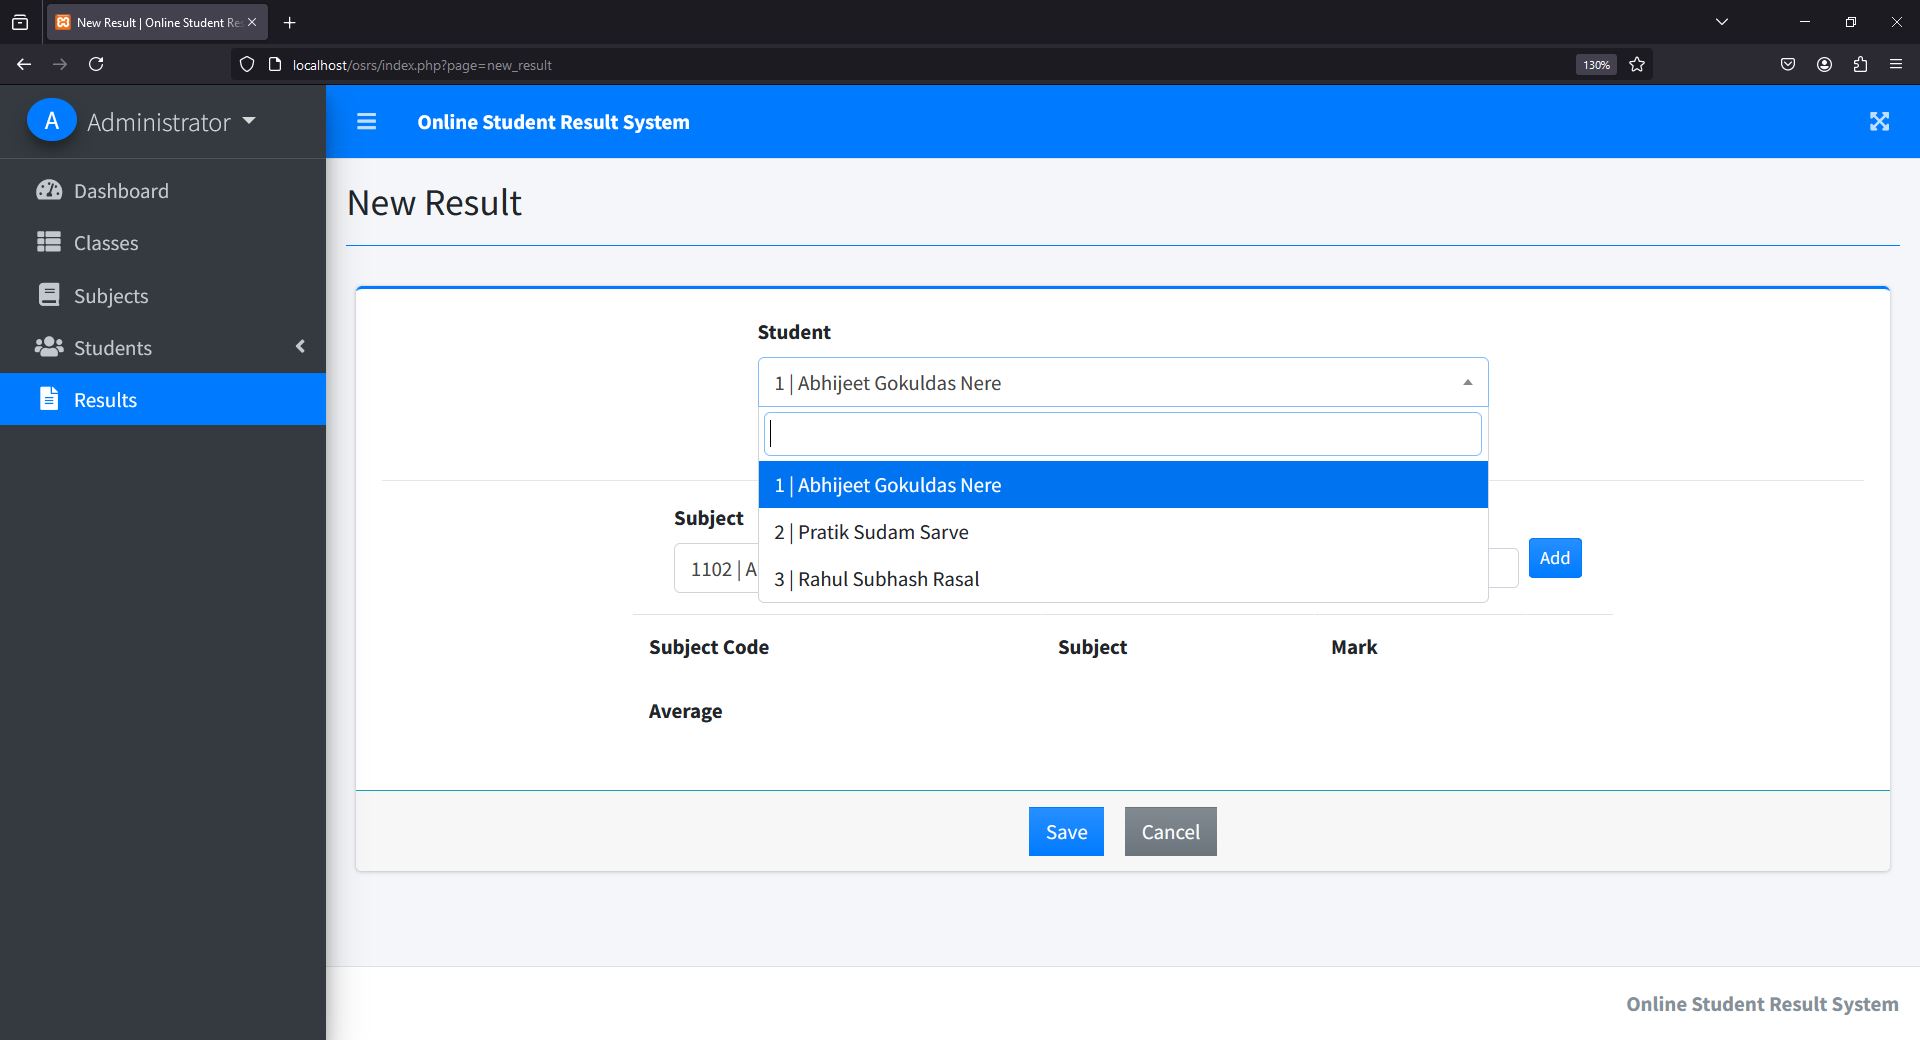 New Result | Online Student Res
localhost/osrs/index.php?page=new_result
130%
A
Administrator
Online Student Result System
Dashboard
Classes
Subjects
Students
Results
New Result
Student
1 | Abhijeet Gokuldas Nere
1 | Abhijeet Gokuldas Nere
2 | Pratik Sudam Sarve
3 | Rahul Subhash Rasal
Subject
1102 | A
Add
Subject Code Subject Mark
Average
Save Cancel
Online Student Result System